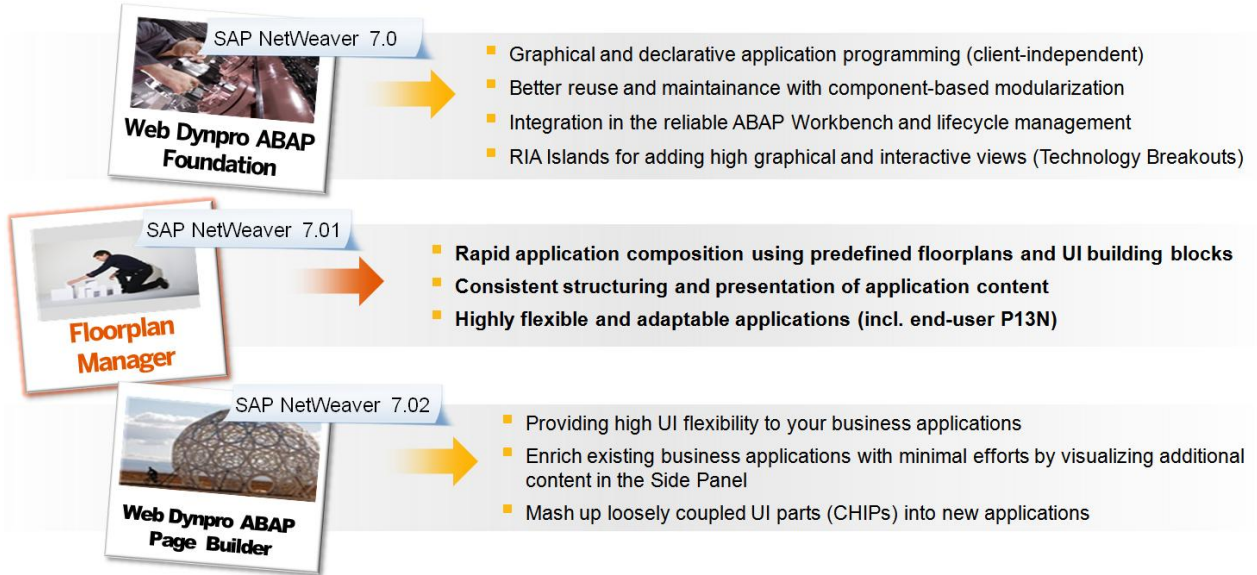 SAP NetWeaver 7.0
Web Dynpro ABAP
Foundation
▪ Graphical and declarative application programming (client-independent)
▪ Better reuse and maintainance with component-based modularization
▪ Integration in the reliable ABAP Workbench and lifecycle management
▪ RIA Islands for adding high graphical and interactive views (Technology Breakouts)
SAP NetWeaver 7.01
Floorplan
Manager
▪ Rapid application composition using predefined floorplans and UI building blocks
▪ Consistent structuring and presentation of application content
▪ Highly flexible and adaptable applications (incl. end-user P13N)
SAP NetWeaver 7.02
Web Dynpro ABAP
Page Builder
▪ Providing high UI flexibility to your business applications
▪ Enrich existing business applications with minimal efforts by visualizing additional
content in the Side Panel
▪ Mash up loosely coupled UI parts (CHIPs) into new applications